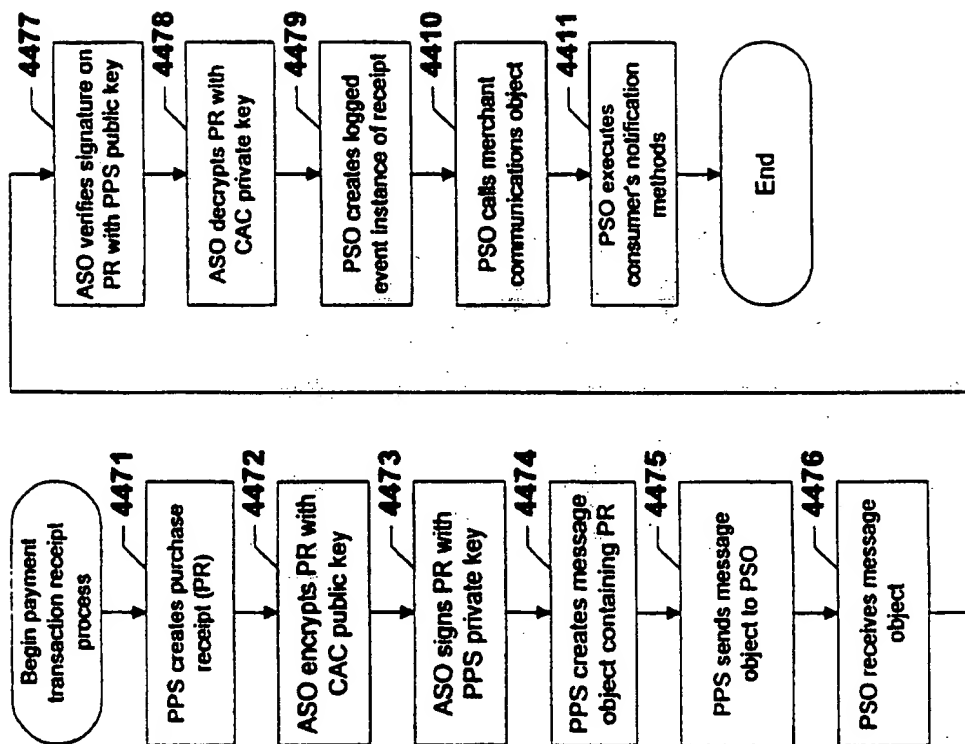 Begin payment
transaction receipt
process
4471
PPS creates purchase
receipt (PR)
4472
ASO encrypts PR with
CAC public key
4473
ASO signs PR with
PPS private key
4474
PPS creates message
object containing PR
4475
PPS sends message
object to PSO
4476
PSO receives message
object
4477
ASO verifies signature on
PR with PPS public key
4478
ASO decrypts PR with
CAC private key
4479
PSO creates logged
event instance of receipt
4410
PSO calls merchant
communications object
4411
PSO executes
consumer's notification
methods
End